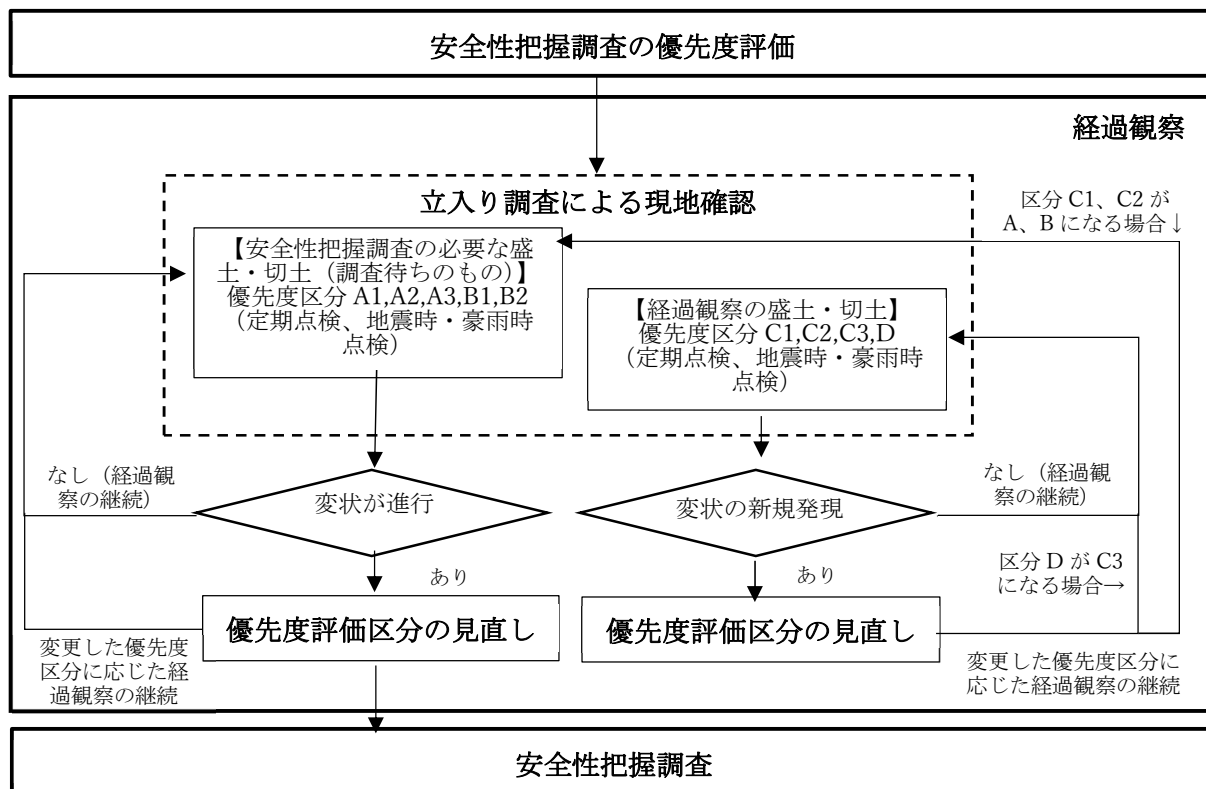 安全性把握調査の優先度評価
経過観察
立入り調査による現地確認
区分 C1、C2 が
A、B になる場合↓
【安全性把握調査の必要な盛
土・切土（調査待ちのもの）】
優先度区分 A1,A2,A3,B1,B2
（定期点検、地震時・豪雨時
点検）
【経過観察の盛土・切土】
優先度区分 C1,C2,C3,D
（定期点検、地震時・豪雨時
点検）
なし（経過観
察の継続）
変状が進行
変状の新規発現
なし（経過観
察の継続）
あり
あり
区分 D が C3
になる場合→
優先度評価区分の見直し
優先度評価区分の見直し
変更した優先度
区分に応じた経
過観察の継続
変更した優先度区分に
応じた経過観察の継続
安全性把握調査